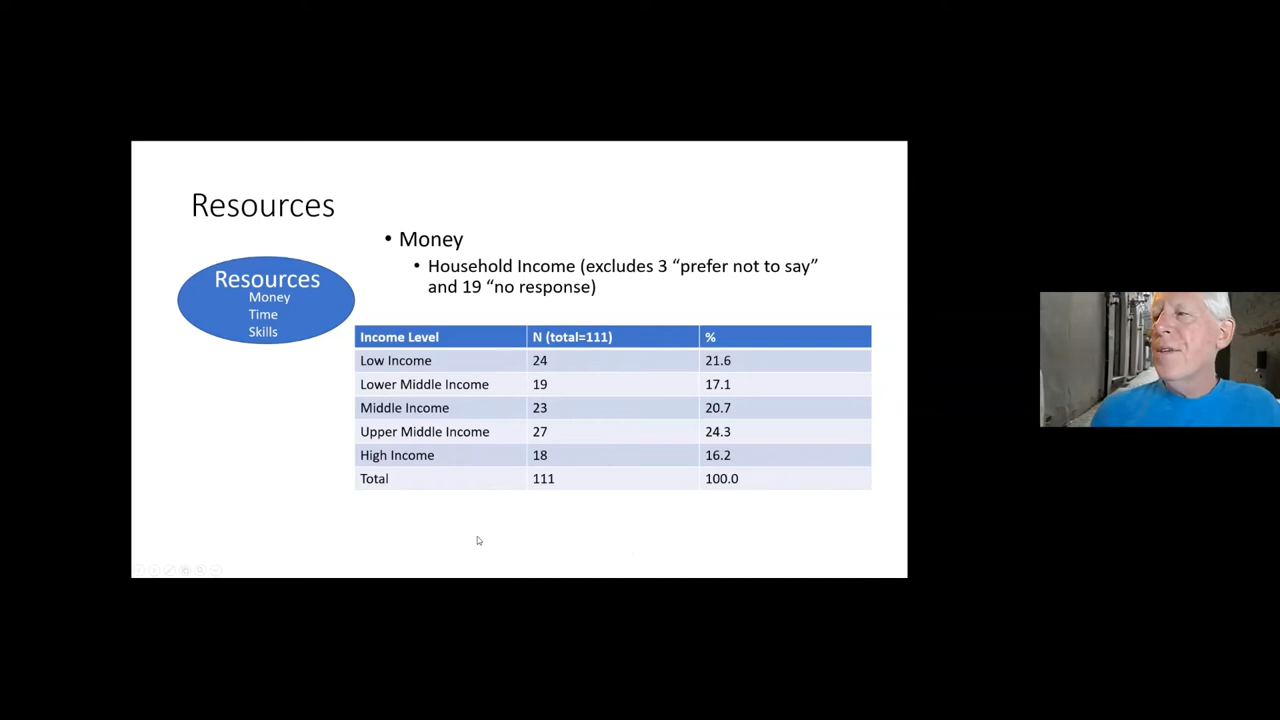 Resources
• Money
• Household Income (excludes 3 “prefer not to say”
and 19 “no response)
Resources
Money
Time
Skills
Income Level N (total=111) %
Low Income 24 21.6
Lower Middle Income 19 17.1
Middle Income 23 20.7
Upper Middle Income 27 24.3
High Income 18 16.2
Total 111 100.0